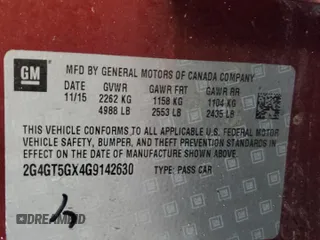 GM
MFD BY GENERAL MOTORS OF CANADA COMPANY
DATE GVWR GAWR FRT GAWR RR
11/15 2262 KG 1158 KG 1104 KG
4988 LB 2553 LB 2435 LB
THIS VEHICLE CONFORMS TO ALL APPLICABLE U.S. FEDERAL MOTOR
VEHICLE SAFETY, BUMPER, AND THEFT PREVENTION STANDARDS
IN EFFECT ON THE DATE OF MANUFACTURE SHOWN ABOVE.
2G4GT5GX4G9142630 TYPE: PASS CAR
DREAMBID